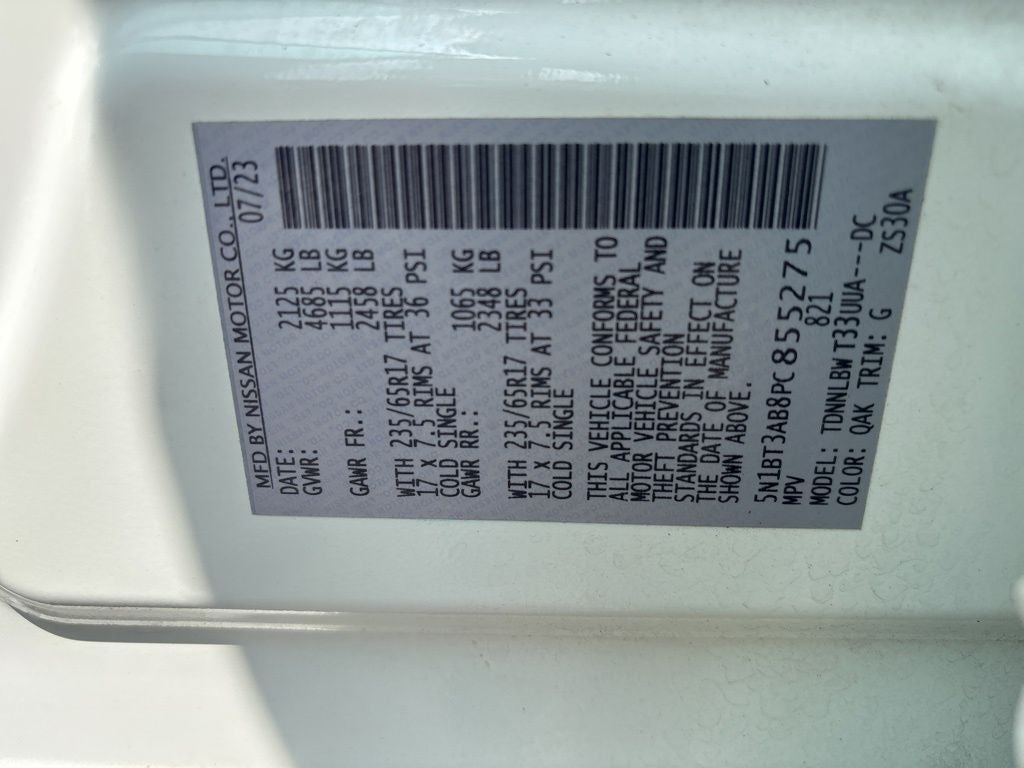 MFD BY NISSAN MOTOR CO., LTD.
DATE: 07/23
GVWR: 2125 KG
4685 LB
GAWR FR.: 1115 KG
2458 LB
WITH 235/65R17 TIRES
17 x 7.5 RIMS AT 36 PSI
COLD SINGLE
GAWR RR.: 1065 KG
2348 LB
WITH 235/65R17 TIRES
17 x 7.5 RIMS AT 33 PSI
COLD SINGLE
THIS VEHICLE CONFORMS TO
ALL APPLICABLE FEDERAL
MOTOR VEHICLE SAFETY AND
THEFT PREVENTION
STANDARDS IN EFFECT ON
THE DATE OF MANUFACTURE
SHOWN ABOVE.
5N1BT3AB8PC855275
MPV 821
MODEL: TDNNLBW T33UUA---DC
COLOR: QAK TRIM: G ZS30A